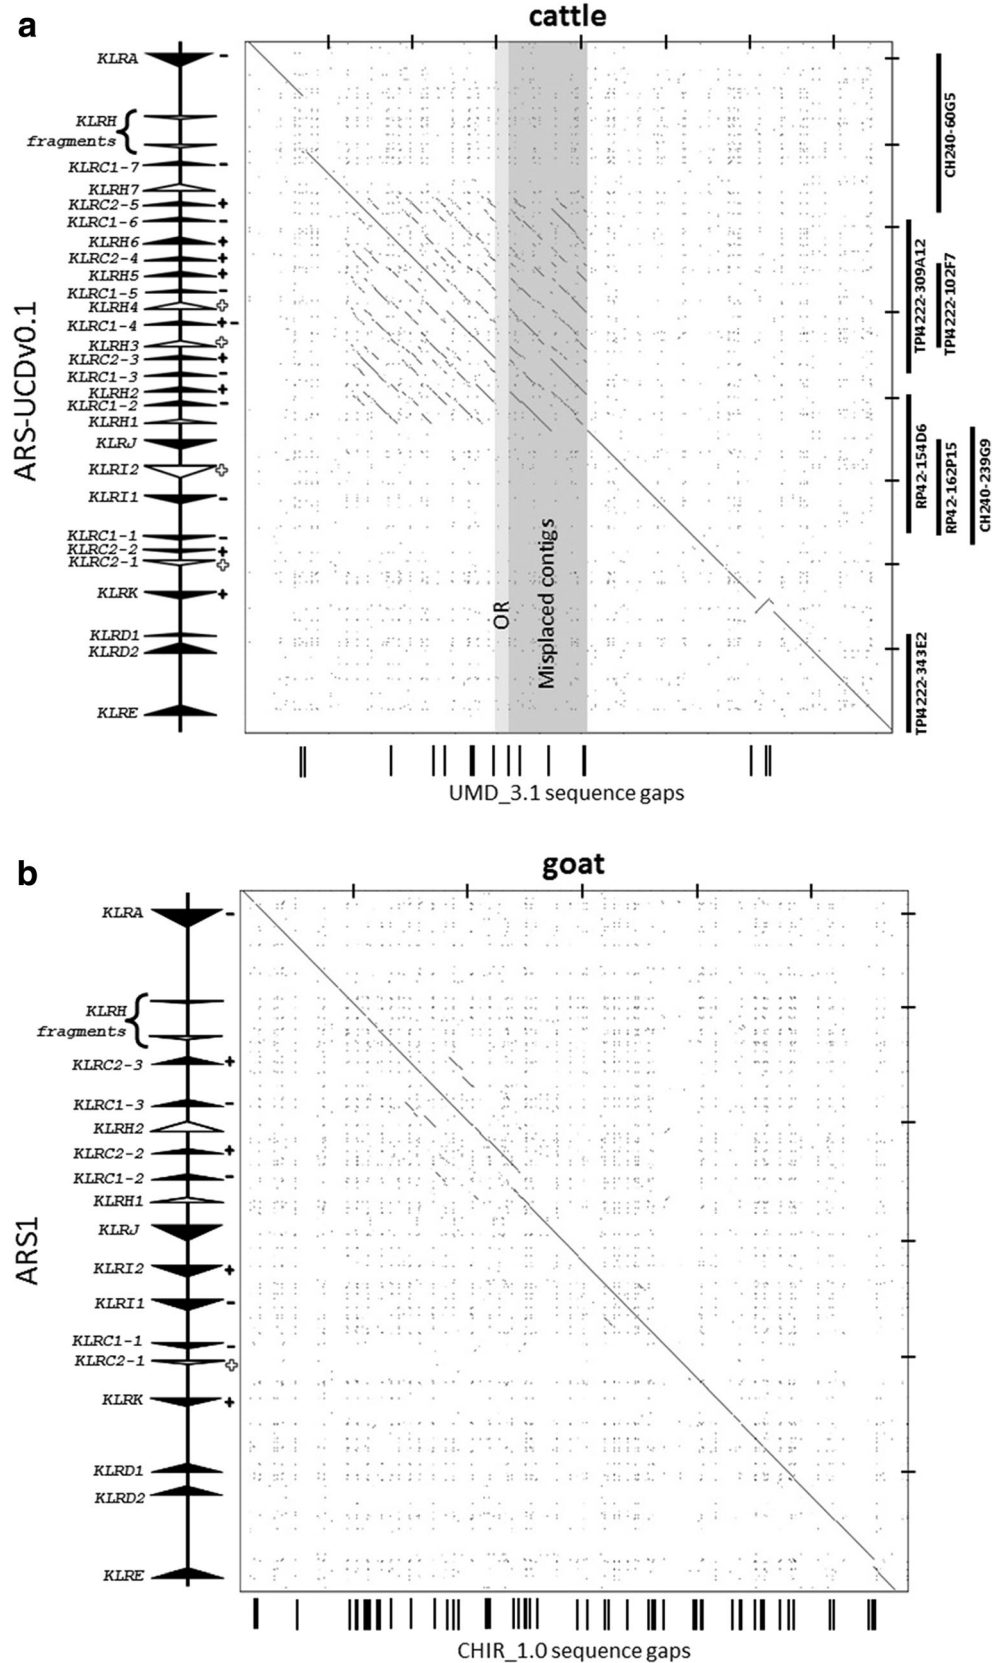 a
cattle
KLRA -
KLRH
fragments
KLRC1-7 -
KLRH7
KLRC2-5 +
KLRC1-6 -
KLRH6 +
KLRC2-4 +
KLRH5 +
KLRC1-5 -
KLRH4 +
KLRC1-4 + -
KLRH3 +
KLRC2-3 +
KLRC1-3 -
KLRH2 +
KLRC1-2 -
KLRH1
KLRJ
KLRI2 +
KLRI1 -
KLRC1-1 -
KLRC2-2 +
KLRC2-1 +
KLRK +
KLRD1
KLRD2
KLRE
ARS-UCDv0.1
OR
Misplaced contigs
CH240-60G5
TPI4222-309A12
TPI4222-102F7
RP42-154D6
RP42-162P15
CH240-239G9
TPI4222-343E2
UMD_3.1 sequence gaps
b
goat
KLRA -
KLRH
fragments
KLRC2-3 +
KLRC1-3 -
KLRH2
KLRC2-2 +
KLRC1-2 -
KLRH1
KLRJ
KLRI2 +
KLRI1 -
KLRC1-1 -
KLRC2-1 +
KLRK +
KLRD1
KLRD2
KLRE
ARS1
CHIR_1.0 sequence gaps